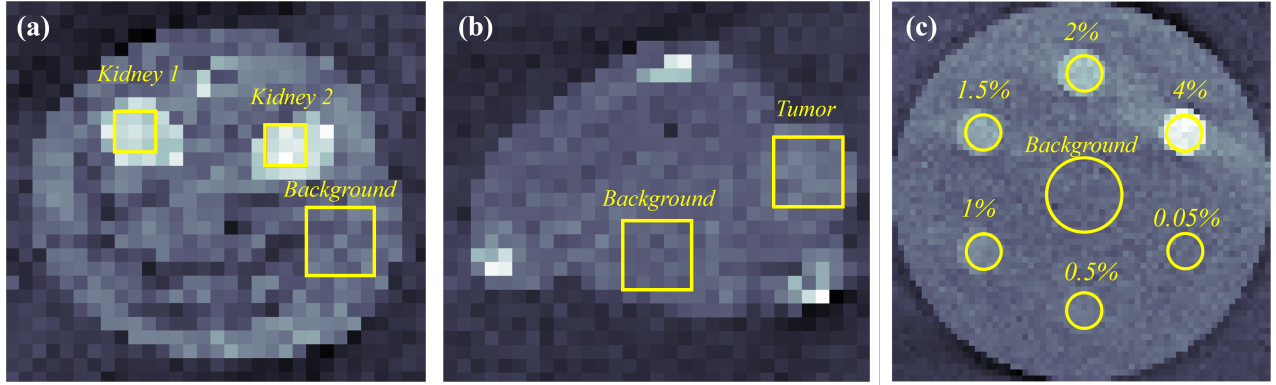 (a)
Kidney 1
Kidney 2
Background
(b)
Tumor
Background
(c)
2%
1.5%
4%
Background
1%
0.05%
0.5%